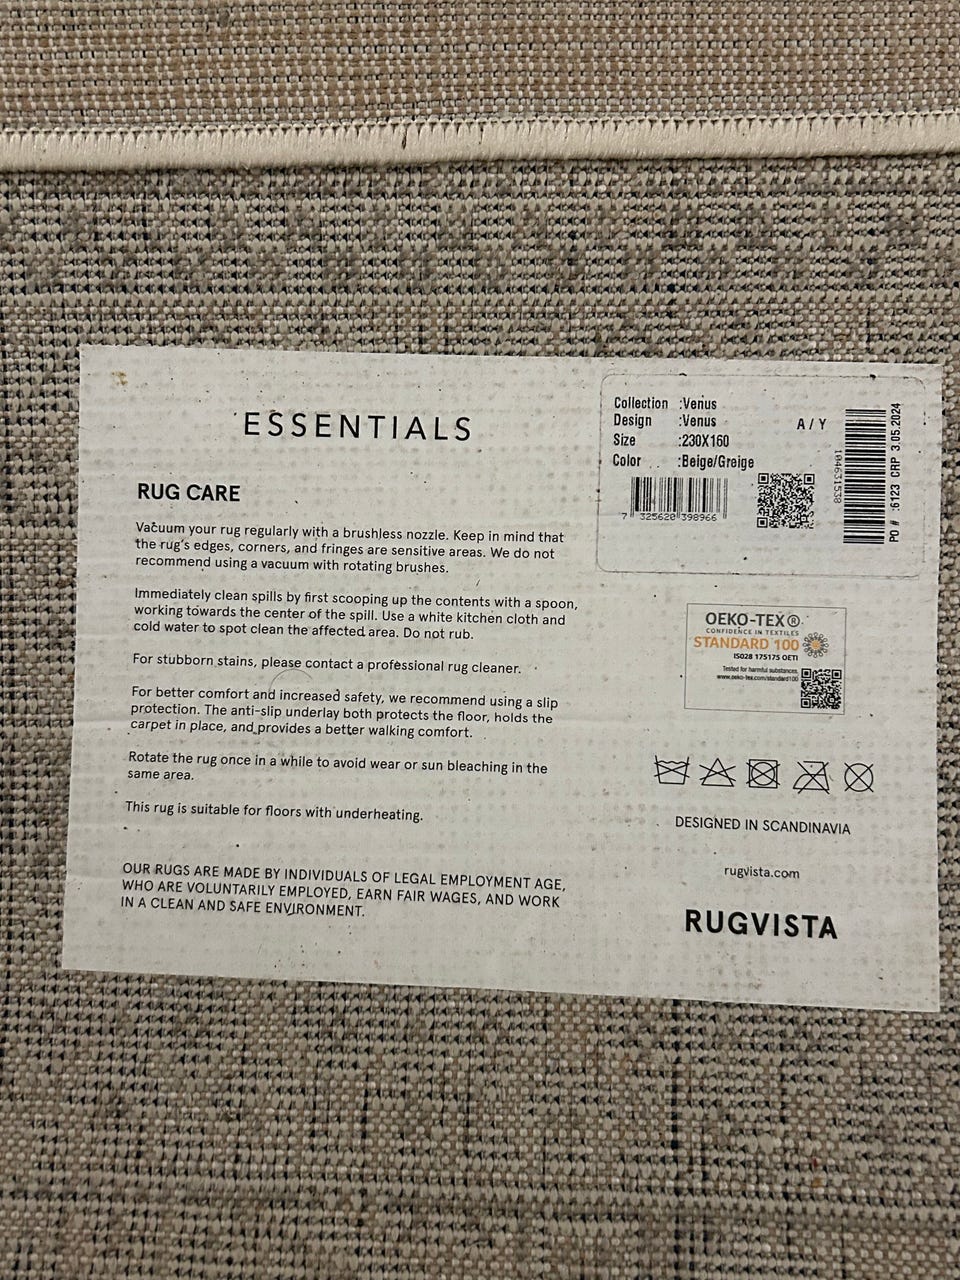 ESSENTIALS
RUG CARE
Vacuum your rug regularly with a brushless nozzle. Keep in mind that
the rug's edges, corners, and fringes are sensitive areas. We do not
recommend using a vacuum with rotating brushes.
Immediately clean spills by first scooping up the contents with a spoon,
working towards the center of the spill. Use a white kitchen cloth and
cold water to spot clean the affected area. Do not rub.
For stubborn stains, please contact a professional rug cleaner.
For better comfort and increased safety, we recommend using a slip
protection. The anti-slip underlay both protects the floor, holds the
carpet in place, and provides a better walking comfort.
Rotate the rug once in a while to avoid wear or sun bleaching in the
same area.
This rug is suitable for floors with underheating.
OUR RUGS ARE MADE BY INDIVIDUALS OF LEGAL EMPLOYMENT AGE,
WHO ARE VOLUNTARILY EMPLOYED, EARN FAIR WAGES, AND WORK
IN A CLEAN AND SAFE ENVIRONMENT.
Collection :Venus
Design :Venus
Size :230X160
Color :Beige/Greige
A / Y
7 325620 398966
104631538
PO # :6123 CRP 3.05.2024
OEKO-TEX®
CONFIDENCE IN TEXTILES
STANDARD 100
IS028 175175 OETI
Tested for harmful substances.
www.oeko-tex.com/standard100
DESIGNED IN SCANDINAVIA
rugvista.com
RUGVISTA